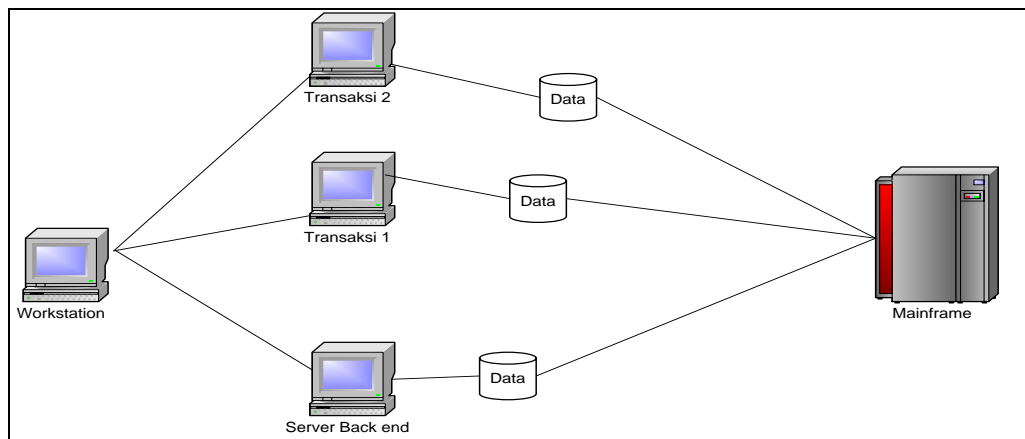 Transaksi 2
Data
Transaksi 1
Data
Workstation
Mainframe
Data
Server Back end